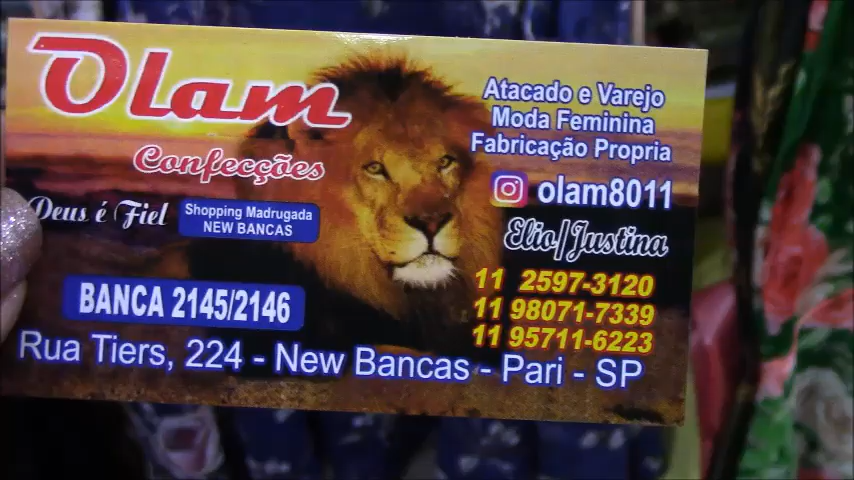 Olam
Confecções
Deus é Fiel
Shopping Madrugada
NEW BANCAS
BANCA 2145/2146
Atacado e Varejo
Moda Feminina
Fabricação Propria
olam8011
Elio/Justina
11 2597-3120
11 98071-7339
11 95711-6223
Rua Tiers, 224 - New Bancas - Pari - SP